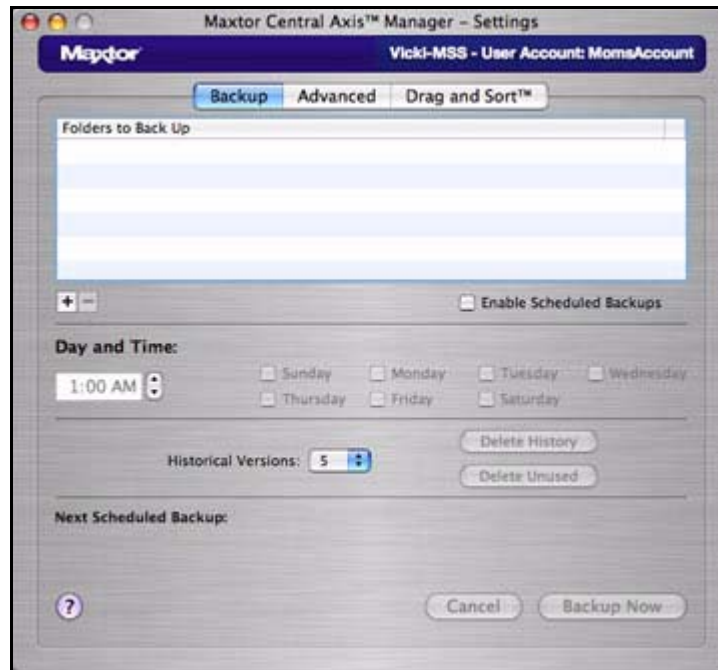 Maxtor Central Axis™ Manager – Settings
Maxtor Vicki-MSS - User Account: MomsAccount
Backup Advanced Drag and Sort™
Folders to Back Up
+ −
Enable Scheduled Backups
Day and Time:
1:00 AM
Sunday Monday Tuesday Wednesday
Thursday Friday Saturday
Historical Versions: 5
Delete History
Delete Unused
Next Scheduled Backup:
? Cancel Backup Now